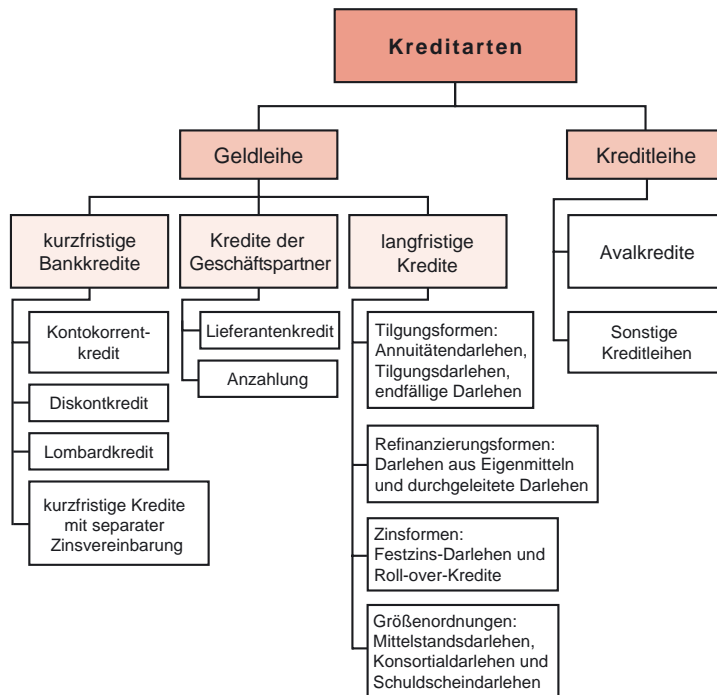 Kreditarten
Geldleihe
Kreditleihe
kurzfristige
Bankkredite
Kredite der
Geschäftspartner
langfristige
Kredite
Kontokorrent-
kredit
Diskontkredit
Lombardkredit
kurzfristige Kredite
mit separater
Zinsvereinbarung
Lieferantenkredit
Anzahlung
Tilgungsformen:
Annuitätendarlehen,
Tilgungsdarlehen,
endfällige Darlehen
Refinanzierungsformen:
Darlehen aus Eigenmitteln
und durchgeleitete Darlehen
Zinsformen:
Festzins-Darlehen und
Roll-over-Kredite
Größenordnungen:
Mittelstandsdarlehen,
Konsortialdarlehen und
Schuldscheindarlehen
Avalkredite
Sonstige
Kreditleihen